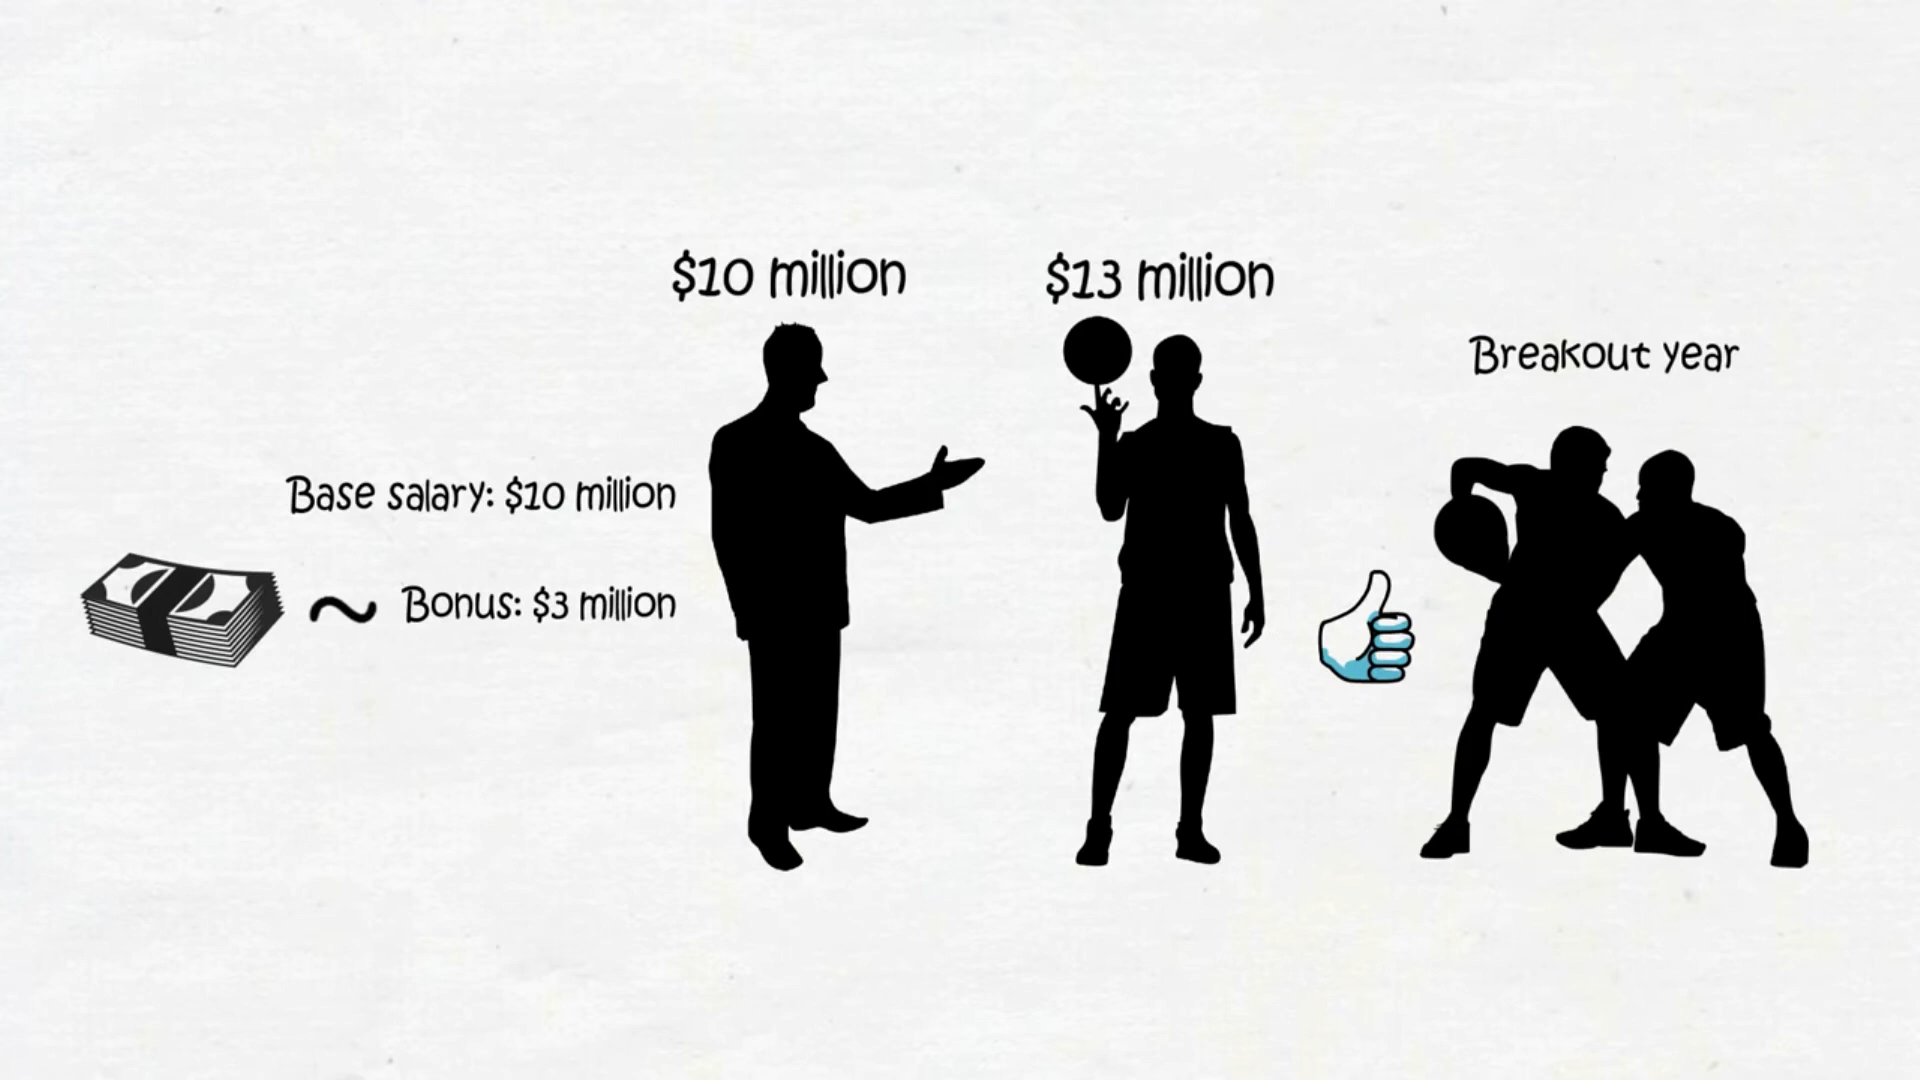 $10 million
$13 million
Breakout year
Base salary: $10 million
~ Bonus: $3 million